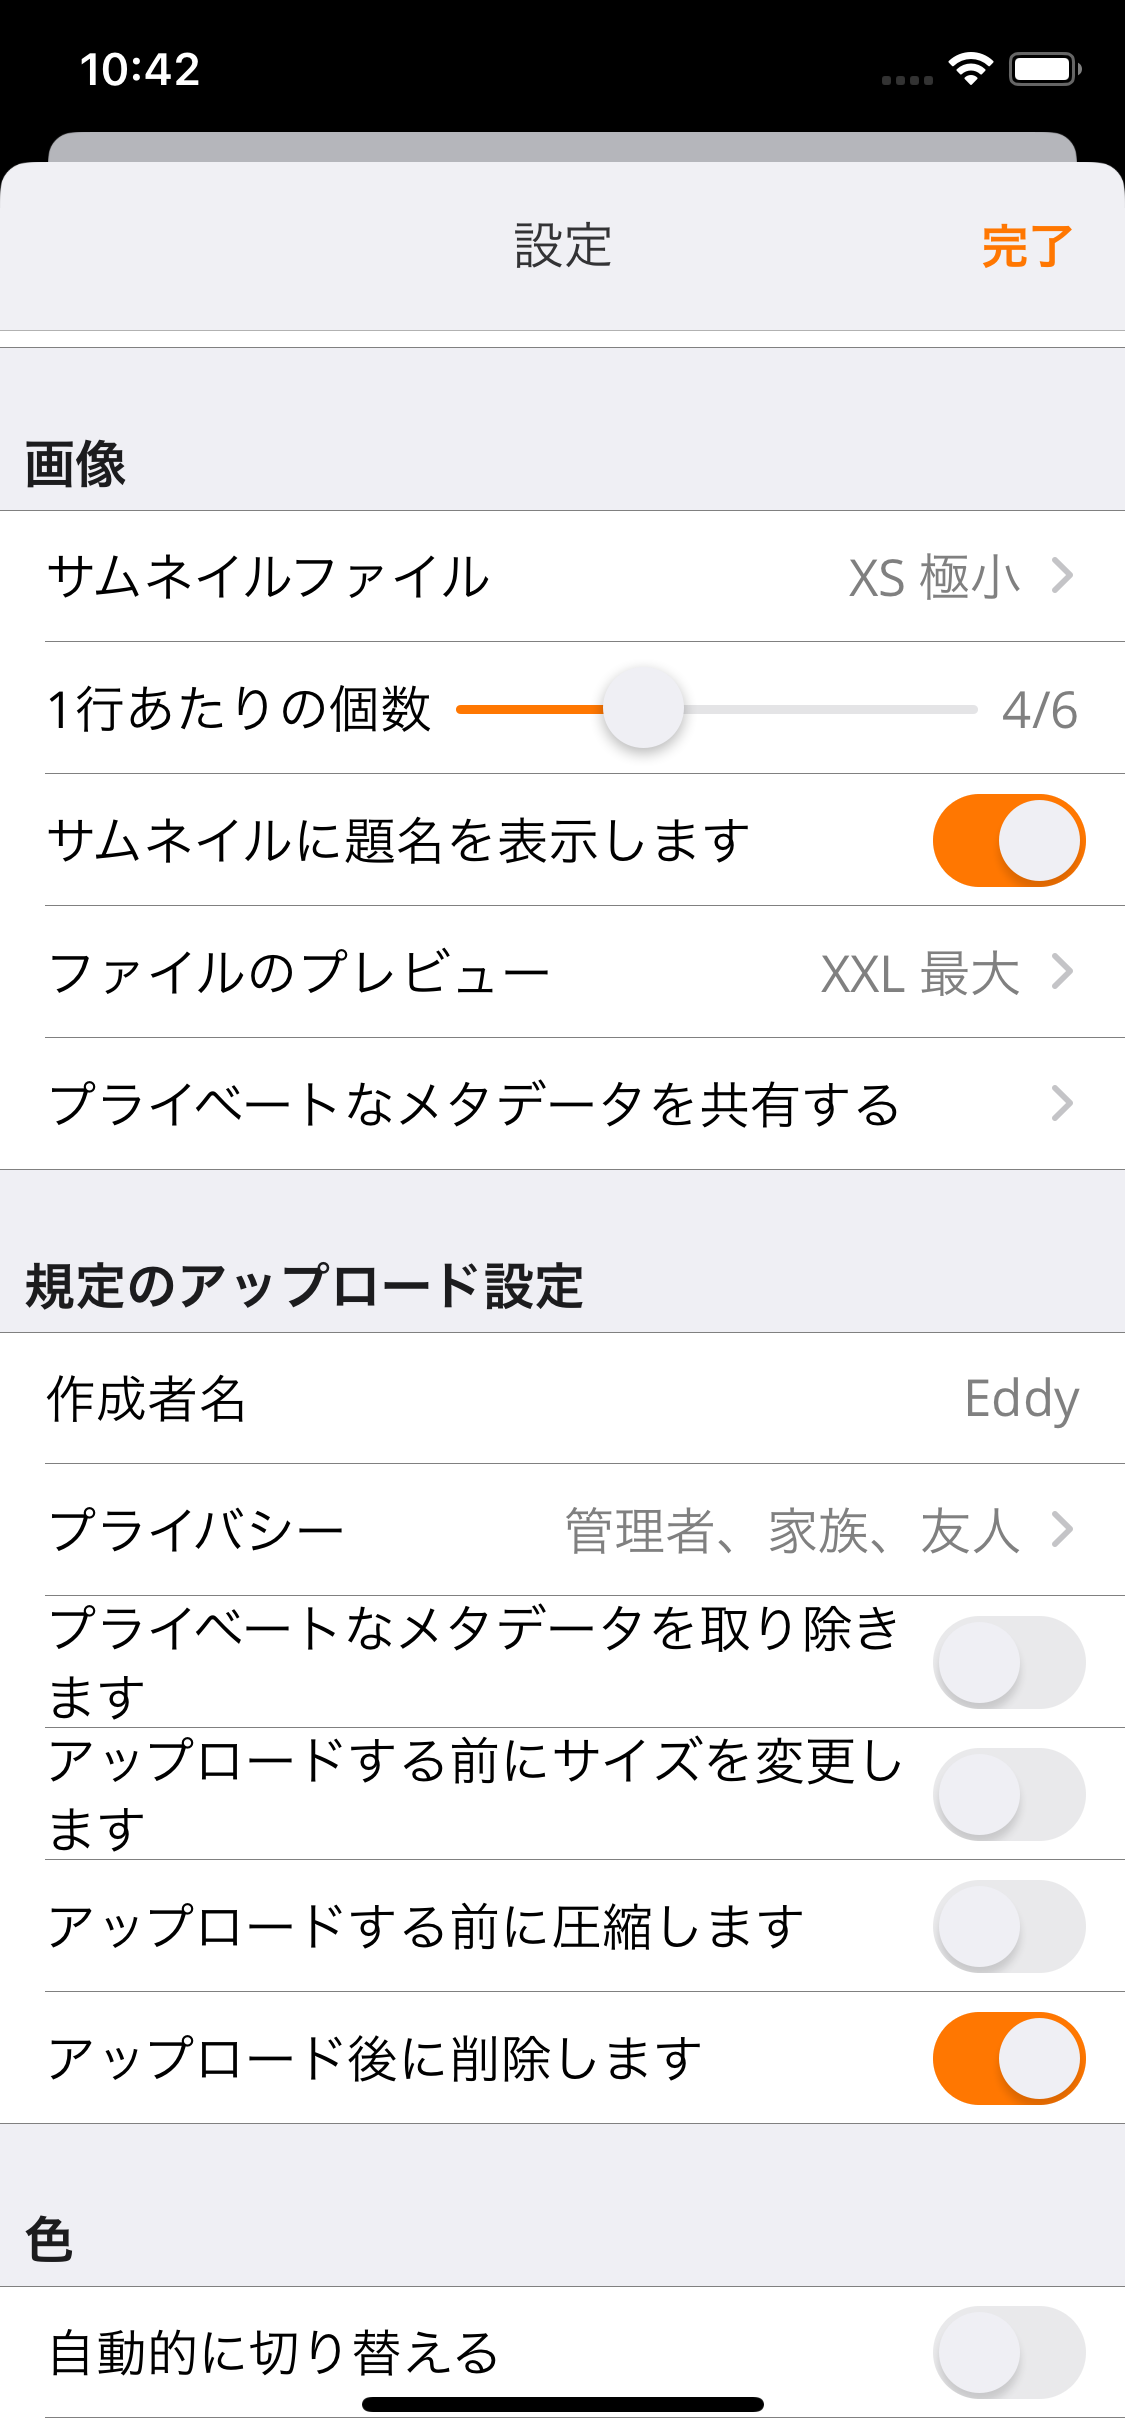 10:42
設定
完了
画像
サムネイルファイル
XS 極小
1行あたりの個数
4/6
サムネイルに題名を表示します
ファイルのプレビュー
XXL 最大
プライベートなメタデータを共有する
規定のアップロード設定
作成者名
Eddy
プライバシー
管理者、家族、友人
プライベートなメタデータを取り除き
ます
アップロードする前にサイズを変更し
ます
アップロードする前に圧縮します
アップロード後に削除します
色
自動的に切り替える